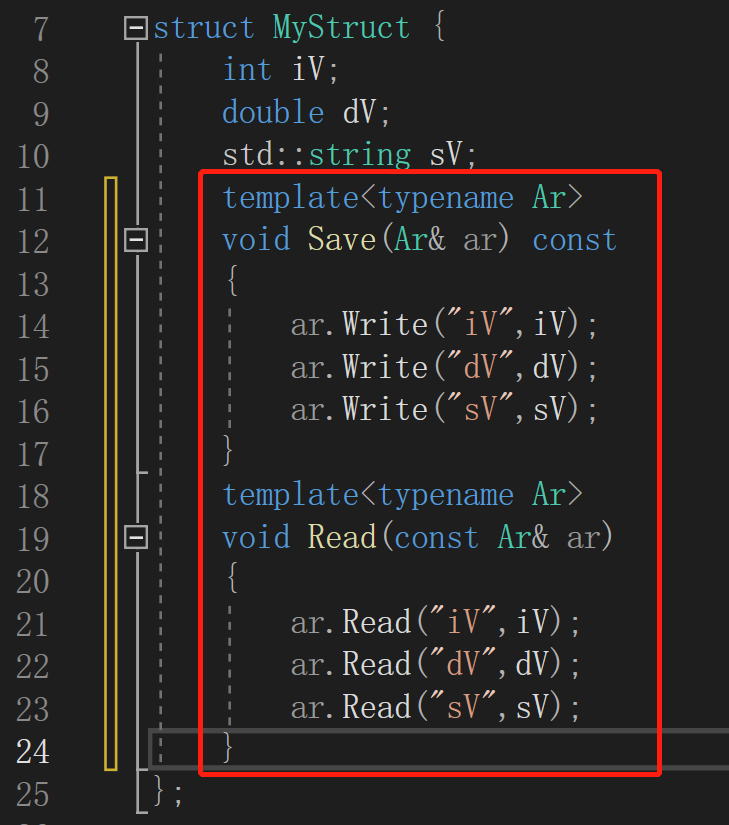 7 struct MyStruct {
8 int iV;
9 double dV;
10 std::string sV;
11 template<typename Ar>
12 void Save(Ar& ar) const
13 {
14 ar.Write("iV",iV);
15 ar.Write("dV",dV);
16 ar.Write("sV",sV);
17 }
18 template<typename Ar>
19 void Read(const Ar& ar)
20 {
21 ar.Read("iV",iV);
22 ar.Read("dV",dV);
23 ar.Read("sV",sV);
24 }
25 };